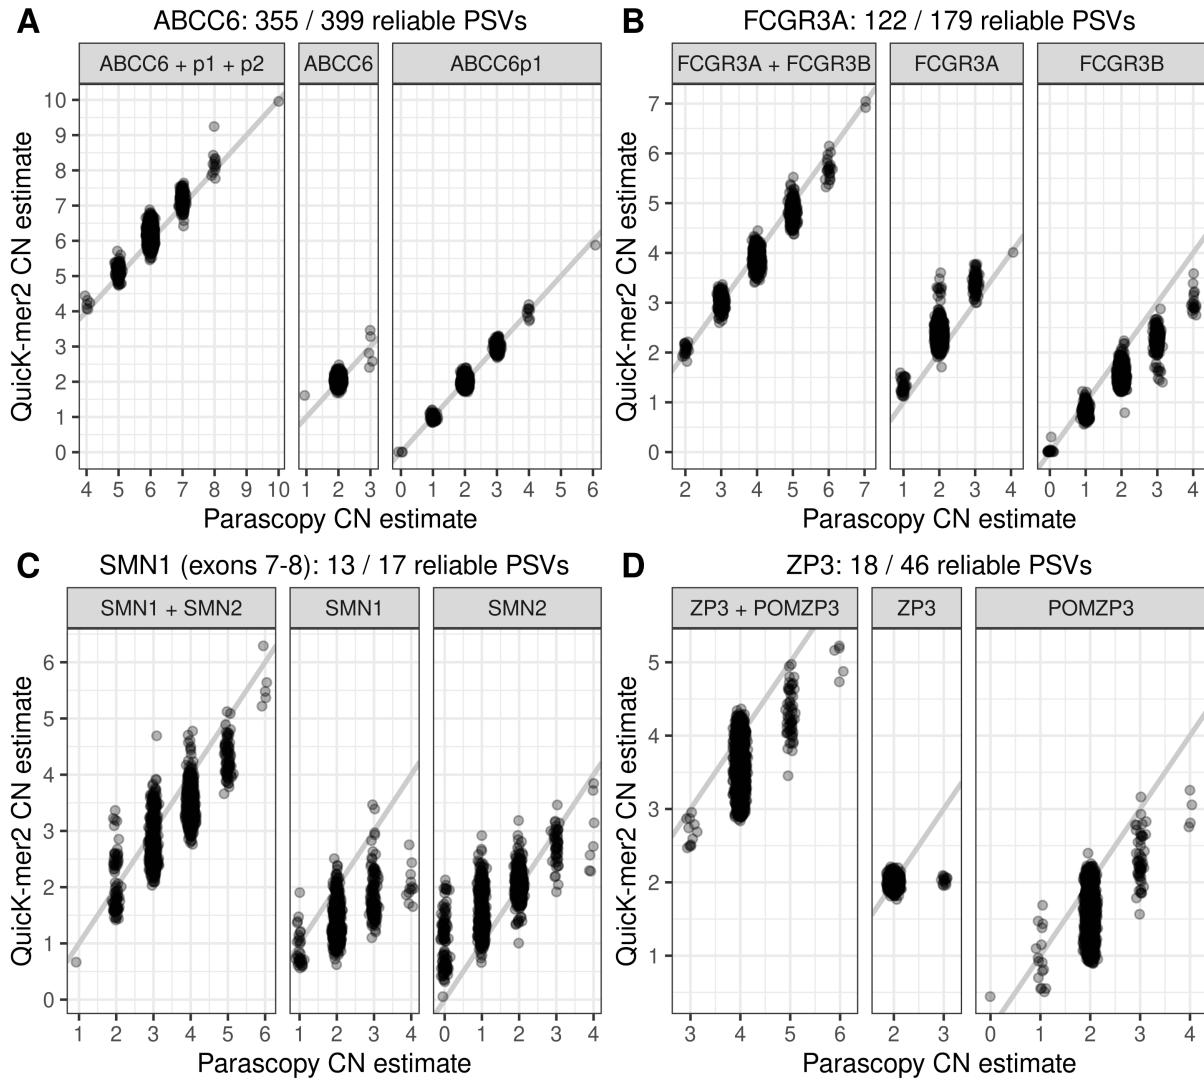 A
ABCC6: 355 / 399 reliable PSVs
ABCC6 + p1 + p2
ABCC6
ABCC6p1
QuicK-mer2 CN estimate
10
9
8
7
6
5
4
3
2
1
0
4 5 6 7 8 9 10
1 2 3
0 1 2 3 4 5 6
Parascopy CN estimate
B
FCGR3A: 122 / 179 reliable PSVs
FCGR3A + FCGR3B
FCGR3A
FCGR3B
QuicK-mer2 CN estimate
7
6
5
4
3
2
1
0
2 3 4 5 6 7
1 2 3 4
0 1 2 3 4
Parascopy CN estimate
C
SMN1 (exons 7-8): 13 / 17 reliable PSVs
SMN1 + SMN2
SMN1
SMN2
QuicK-mer2 CN estimate
6
5
4
3
2
1
0
1 2 3 4 5 6
1 2 3 4
0 1 2 3 4
Parascopy CN estimate
D
ZP3: 18 / 46 reliable PSVs
ZP3 + POMZP3
ZP3
POMZP3
QuicK-mer2 CN estimate
5
4
3
2
1
3 4 5 6
2 3
0 1 2 3 4
Parascopy CN estimate